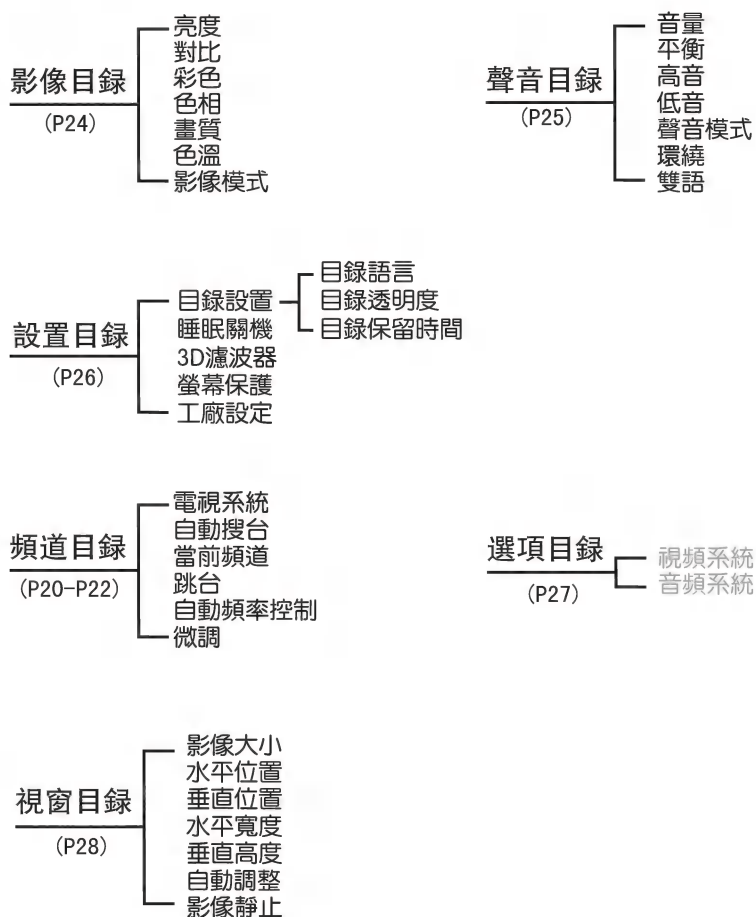 影像目録
(P24)
亮度
對比
彩色
色相
畫質
色溫
影像模式
聲音目録
(P25)
音量
平衡
高音
低音
聲音模式
環繞
雙語
設置目録
(P26)
目錄設置
目錄語言
目錄透明度
目錄保留時間
睡眠關機
3D濾波器
螢幕保護
工廠設定
頻道目録
(P20-P22)
電視系統
自動搜台
當前頻道
跳台
自動頻率控制
微調
選項目録
(P27)
視頻系統
音頻系統
視窗目録
(P28)
影像大小
水平位置
垂直位置
水平寬度
垂直高度
自動調整
影像靜止